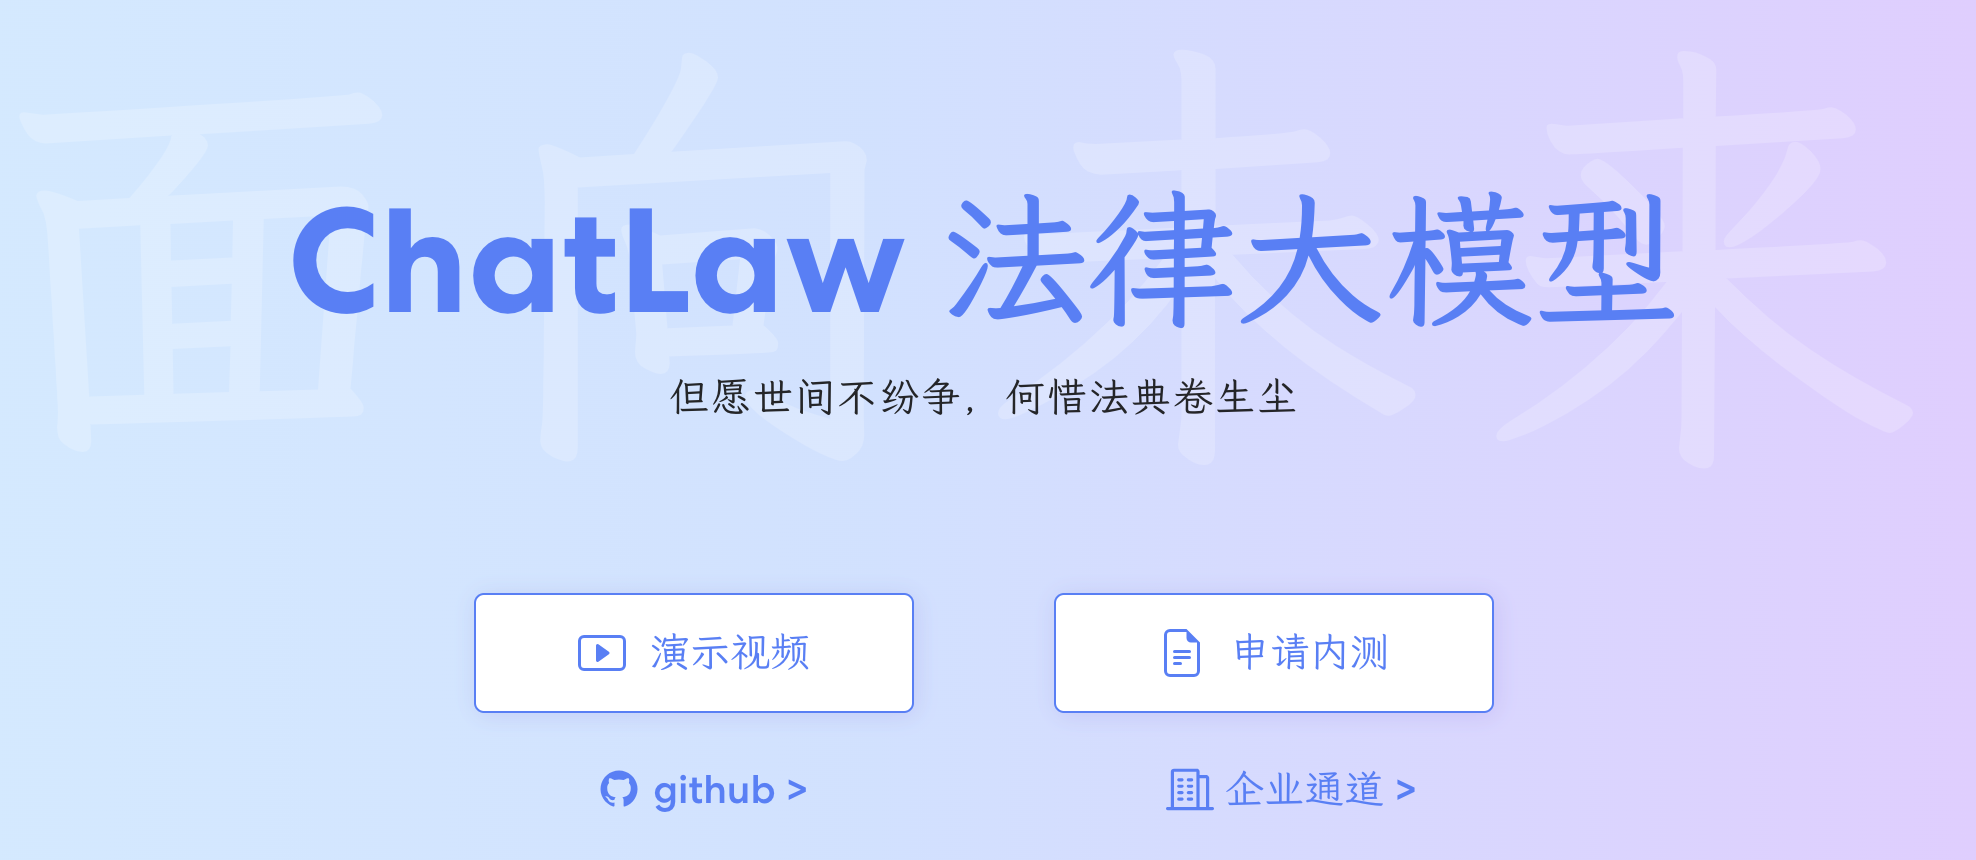 面向未来
ChatLaw 法律大模型
但愿世间不纷争，何惜法典卷生尘
演示视频
申请内测
github >
企业通道 >